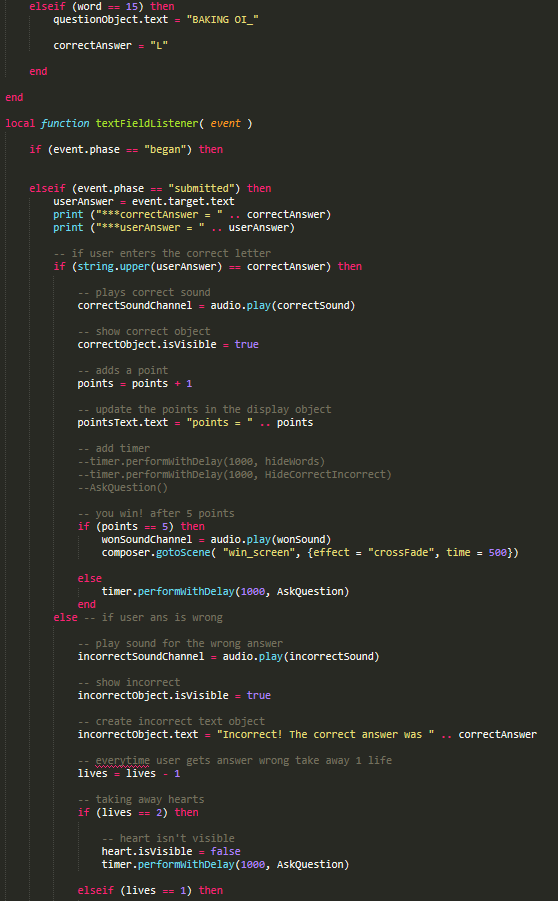 elseif (word == 15) then
questionObject.text = "BAKING OI_"
correctAnswer = "L"
end
end
local function textFieldListener( event )
if (event.phase == "began") then
elseif (event.phase == "submitted") then
userAnswer = event.target.text
print ("***correctAnswer = " .. correctAnswer)
print ("***userAnswer = " .. userAnswer)
-- if user enters the correct letter
if (string.upper(userAnswer) == correctAnswer) then
-- plays correct sound
correctSoundChannel = audio.play(correctSound)
-- show correct object
correctObject.isVisible = true
-- adds a point
points = points + 1
-- update the points in the display object
pointsText.text = "points = " .. points
-- add timer
--timer.performWithDelay(1000, hideWords)
--timer.performWithDelay(1000, HideCorrectIncorrect)
--AskQuestion()
-- you win! after 5 points
if (points == 5) then
wonSoundChannel = audio.play(wonSound)
composer.gotoScene( "win_screen", {effect = "crossFade", time = 500})
else
timer.performWithDelay(1000, AskQuestion)
end
else -- if user ans is wrong
-- play sound for the wrong answer
incorrectSoundChannel = audio.play(incorrectSound)
-- show incorrect
incorrectObject.isVisible = true
-- create incorrect text object
incorrectObject.text = "Incorrect! The correct answer was " .. correctAnswer
-- everytime user gets answer wrong take away 1 life
lives = lives - 1
-- taking away hearts
if (lives == 2) then
-- heart isn't visible
heart.isVisible = false
timer.performWithDelay(1000, AskQuestion)
elseif (lives == 1) then